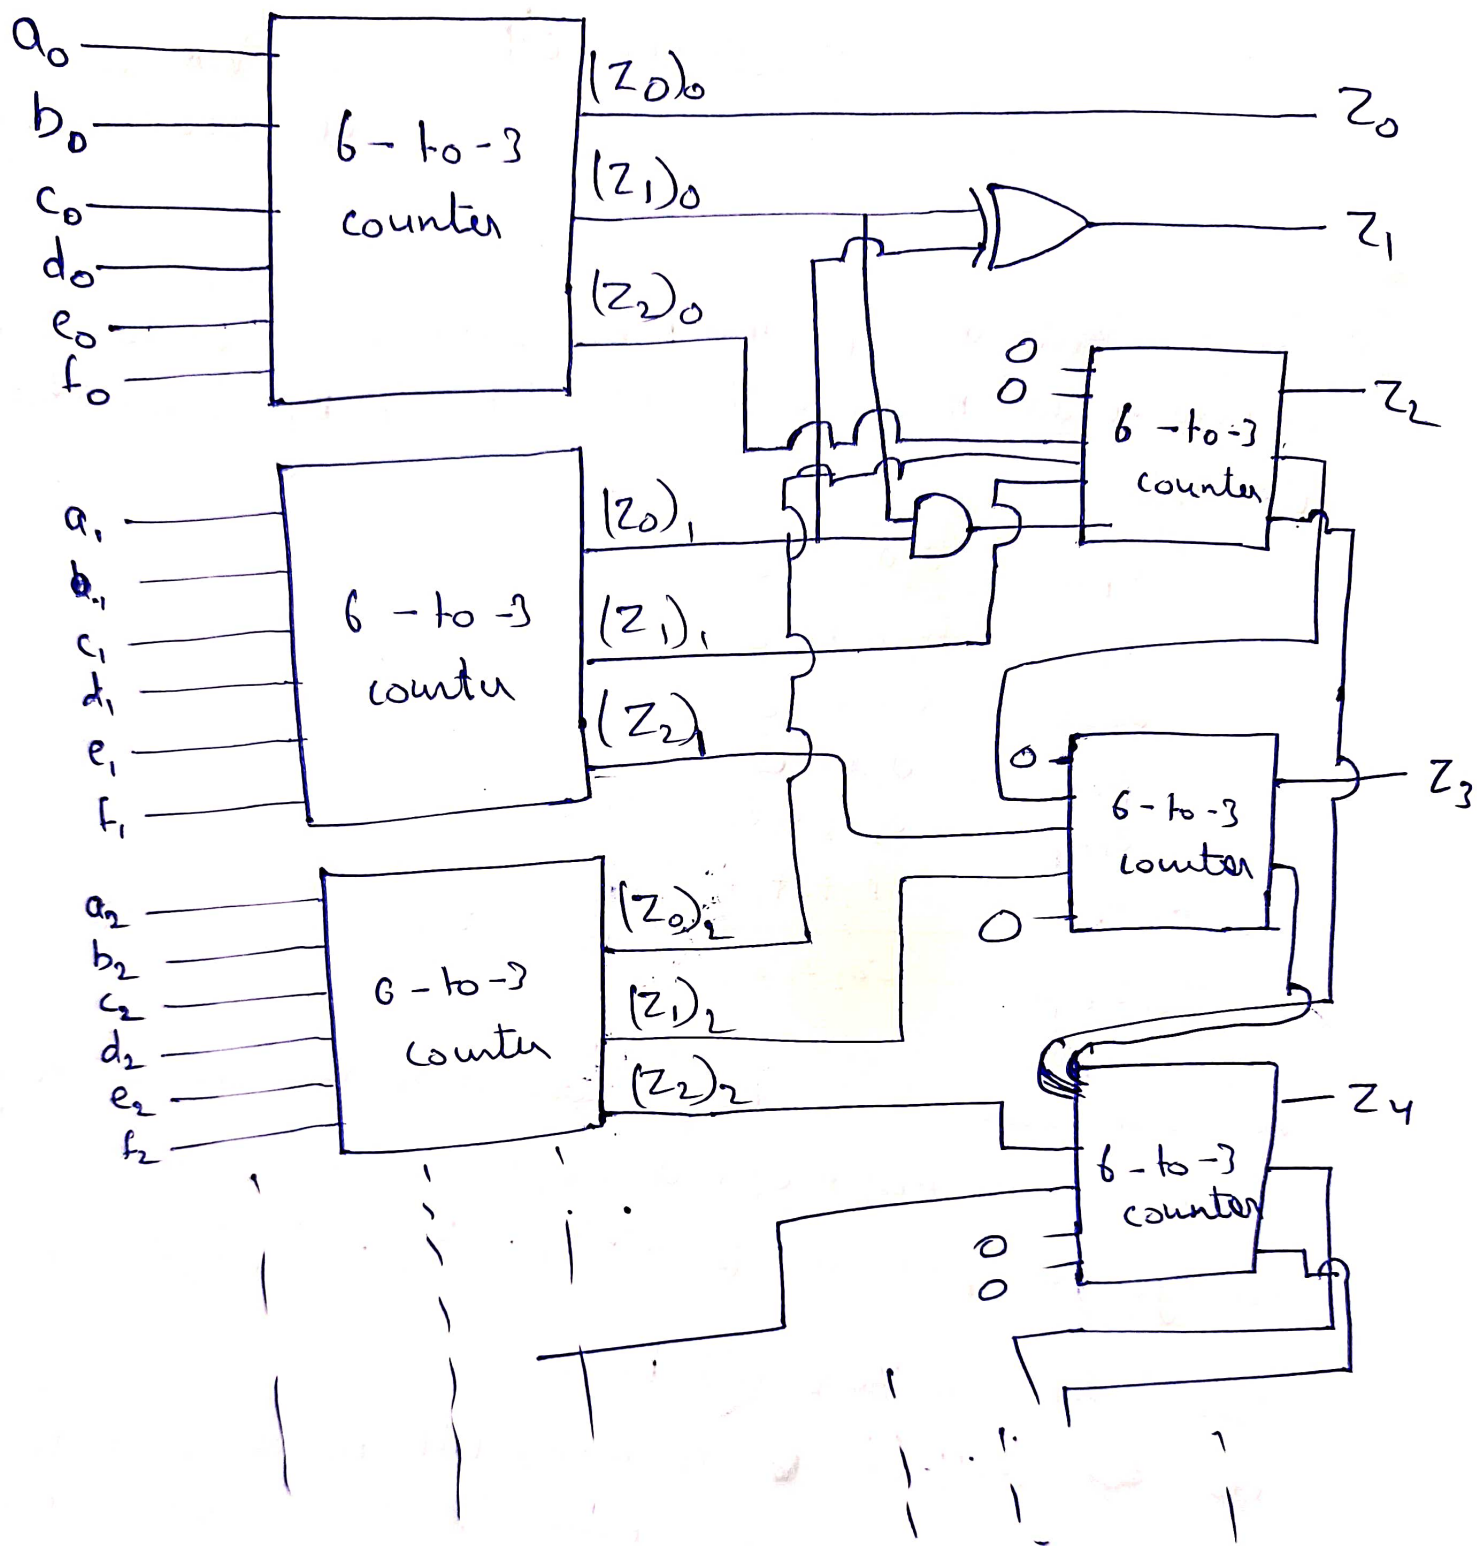 a0
b0
c0
d0
e0
f0
6-to-3
counter
(Z0)0
(Z1)0
(Z2)0
Z0
Z1
0
0
6-to-3
counter
Z2
a1
b1
c1
d1
e1
f1
6-to-3
counter
(Z0)1
(Z1)1
(Z2)1
0
0
6-to-3
counter
Z3
a2
b2
c2
d2
e2
f2
6-to-3
counter
(Z0)2
(Z1)2
(Z2)2
0
0
6-to-3
counter
Z4